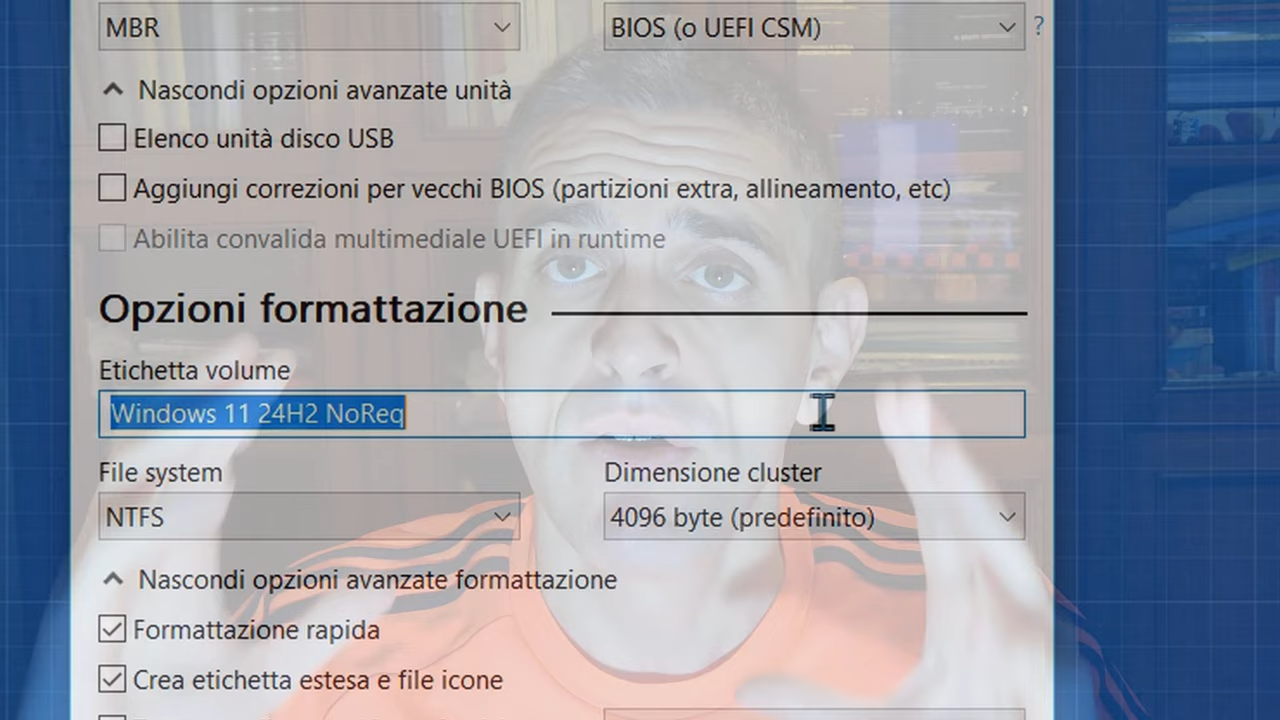 MBR
BIOS (o UEFI CSM)
?
Nascondi opzioni avanzate unità
Elenco unità disco USB
Aggiungi correzioni per vecchi BIOS (partizioni extra, allineamento, etc)
Abilita convalida multimediale UEFI in runtime
Opzioni formattazione
Etichetta volume
Windows 11 24H2 NoReq
File system
Dimensione cluster
NTFS
4096 byte (predefinito)
Nascondi opzioni avanzate formattazione
Formattazione rapida
Crea etichetta estesa e file icone